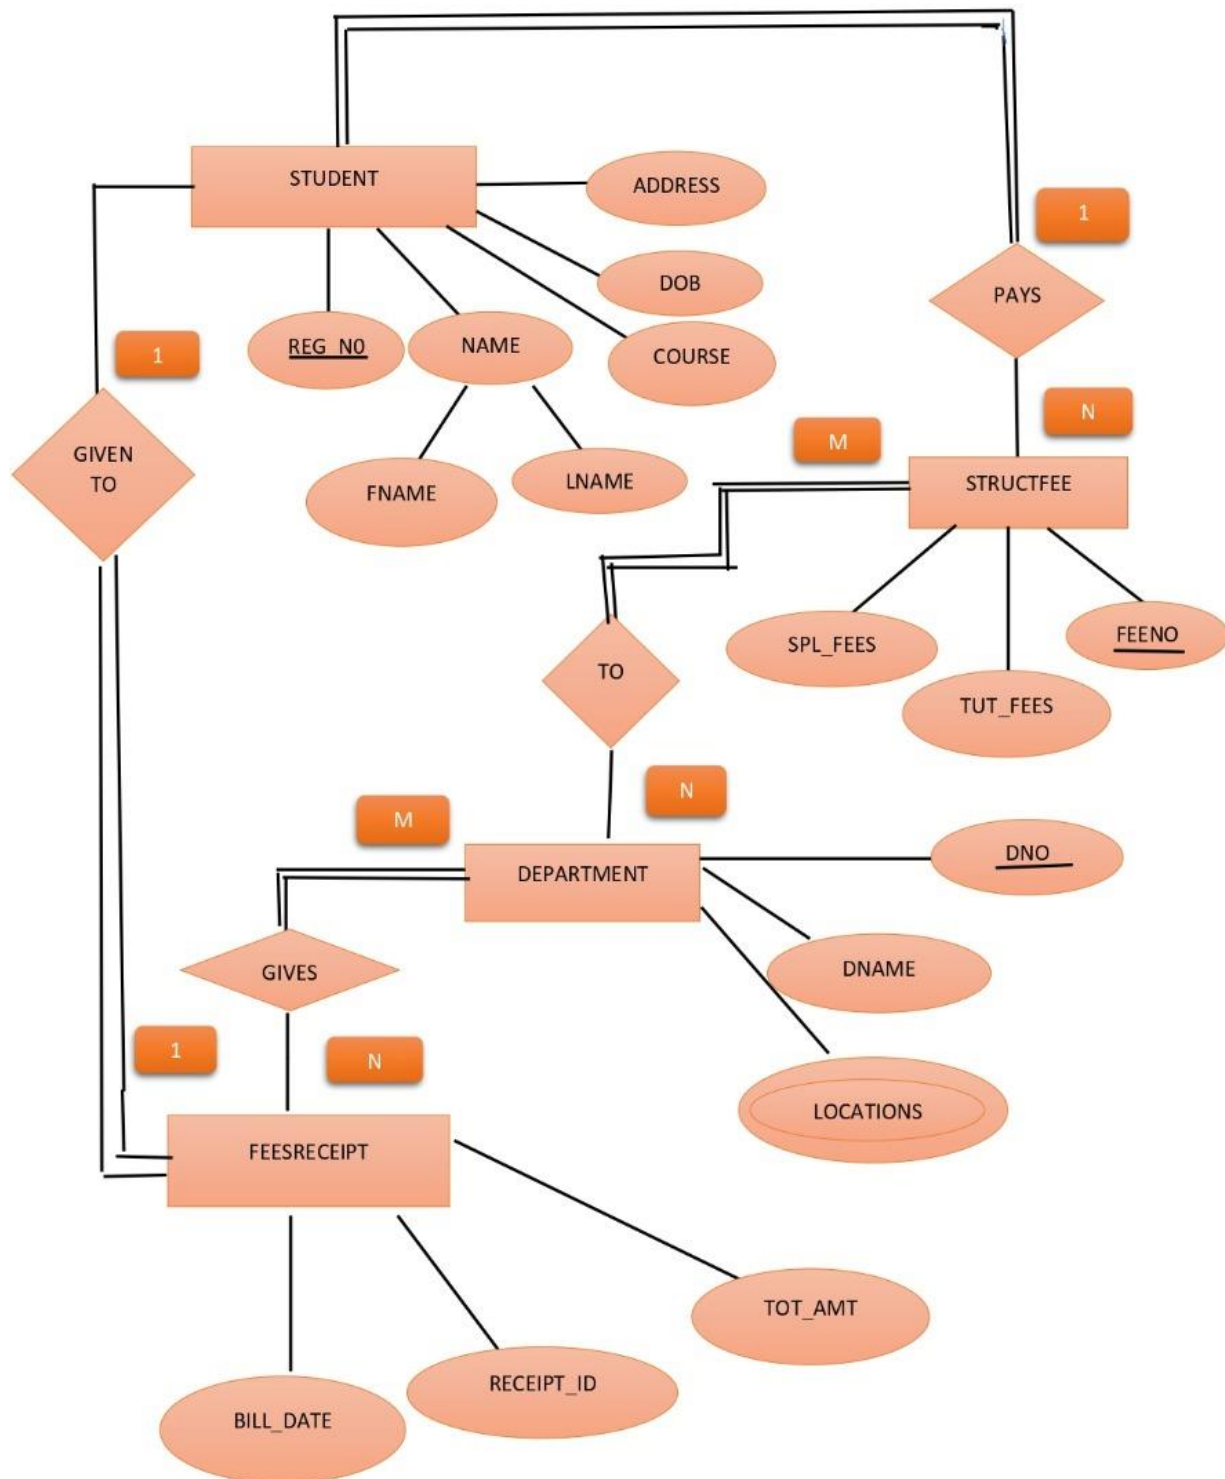 STUDENT
ADDRESS
DOB
1
PAYS
REG_N0
NAME
COURSE
1
N
M
GIVEN
TO
FNAME
LNAME
STRUCTFEE
SPL_FEES
FEENO
TO
TUT_FEES
N
M
DEPARTMENT
DNO
GIVES
DNAME
1
N
LOCATIONS
FEESRECEIPT
TOT_AMT
RECEIPT_ID
BILL_DATE